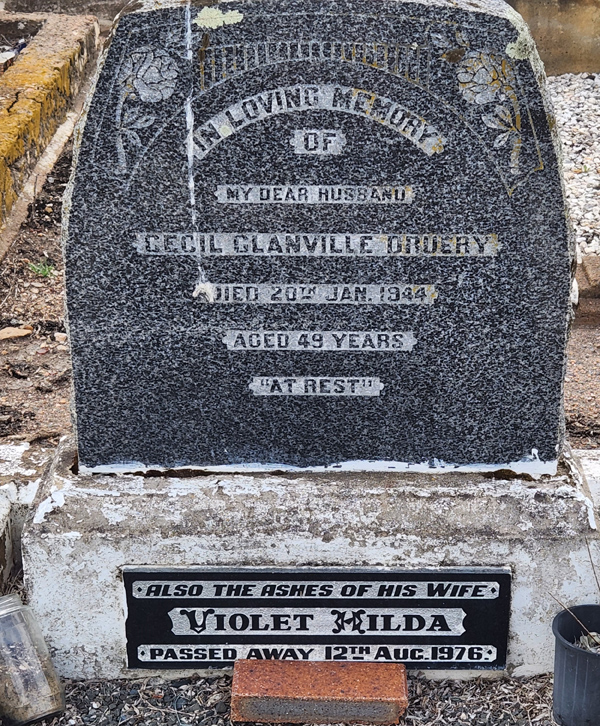 IN LOVING MEMORY
OF
MY DEAR HUSBAND
CECIL GLANVILLE DRUERY
DIED 20TH JAN. 1944
AGED 49 YEARS
"AT REST"
ALSO THE ASHES OF HIS WIFE
VIOLET HILDA
PASSED AWAY 12TH AUG. 1976